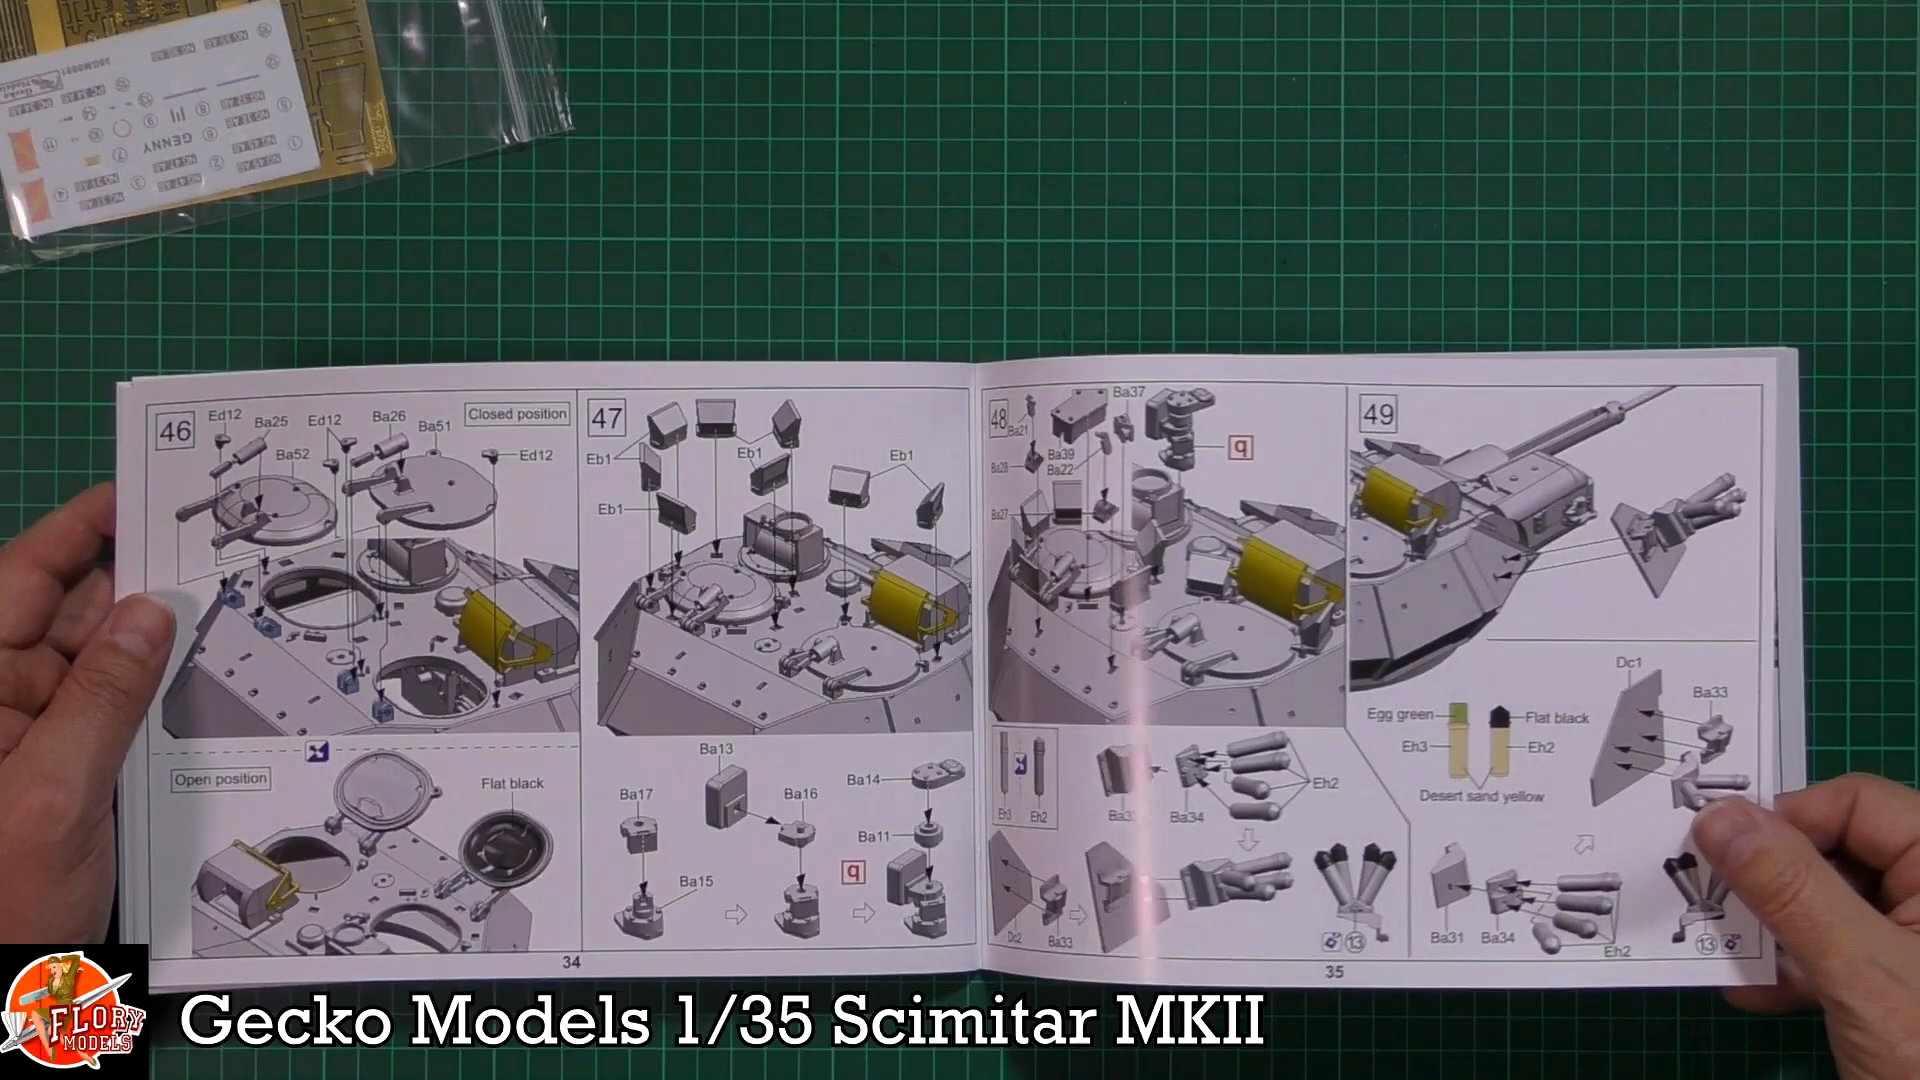 GENNY
46
Ed12
Ba25
Ed12
Ba26
Ba51
Closed position
Ba52
Ed12
Open position
Flat black
47
Eb1
Eb1
Eb1
Eb1
Ba13
Ba17
Ba16
Ba14
Ba11
Ba15
q
34
48
Ba21
Ba37
Ba39
Ba28
Ba22
Ba27
q
Eh3
Eh2
Ba34
Eh2
Dc2
Ba33
13
49
Egg green
Flat black
Eh3
Eh2
Desert sand yellow
Dc1
Ba33
Ba31
Ba34
Eh2
13
35
FLORY
MODELS
Gecko Models 1/35 Scimitar MKII